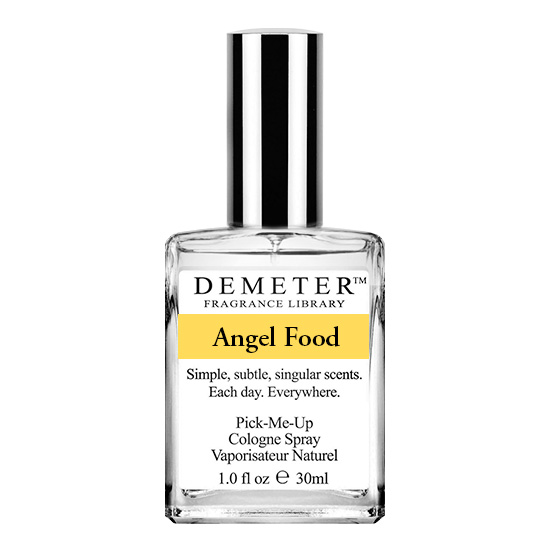 DEMETER™
FRAGRANCE LIBRARY
Angel Food
Simple, subtle, singular scents.
Each day. Everywhere.
Pick-Me-Up
Cologne Spray
Vaporisateur Naturel
1.0 fl oz ℮ 30ml